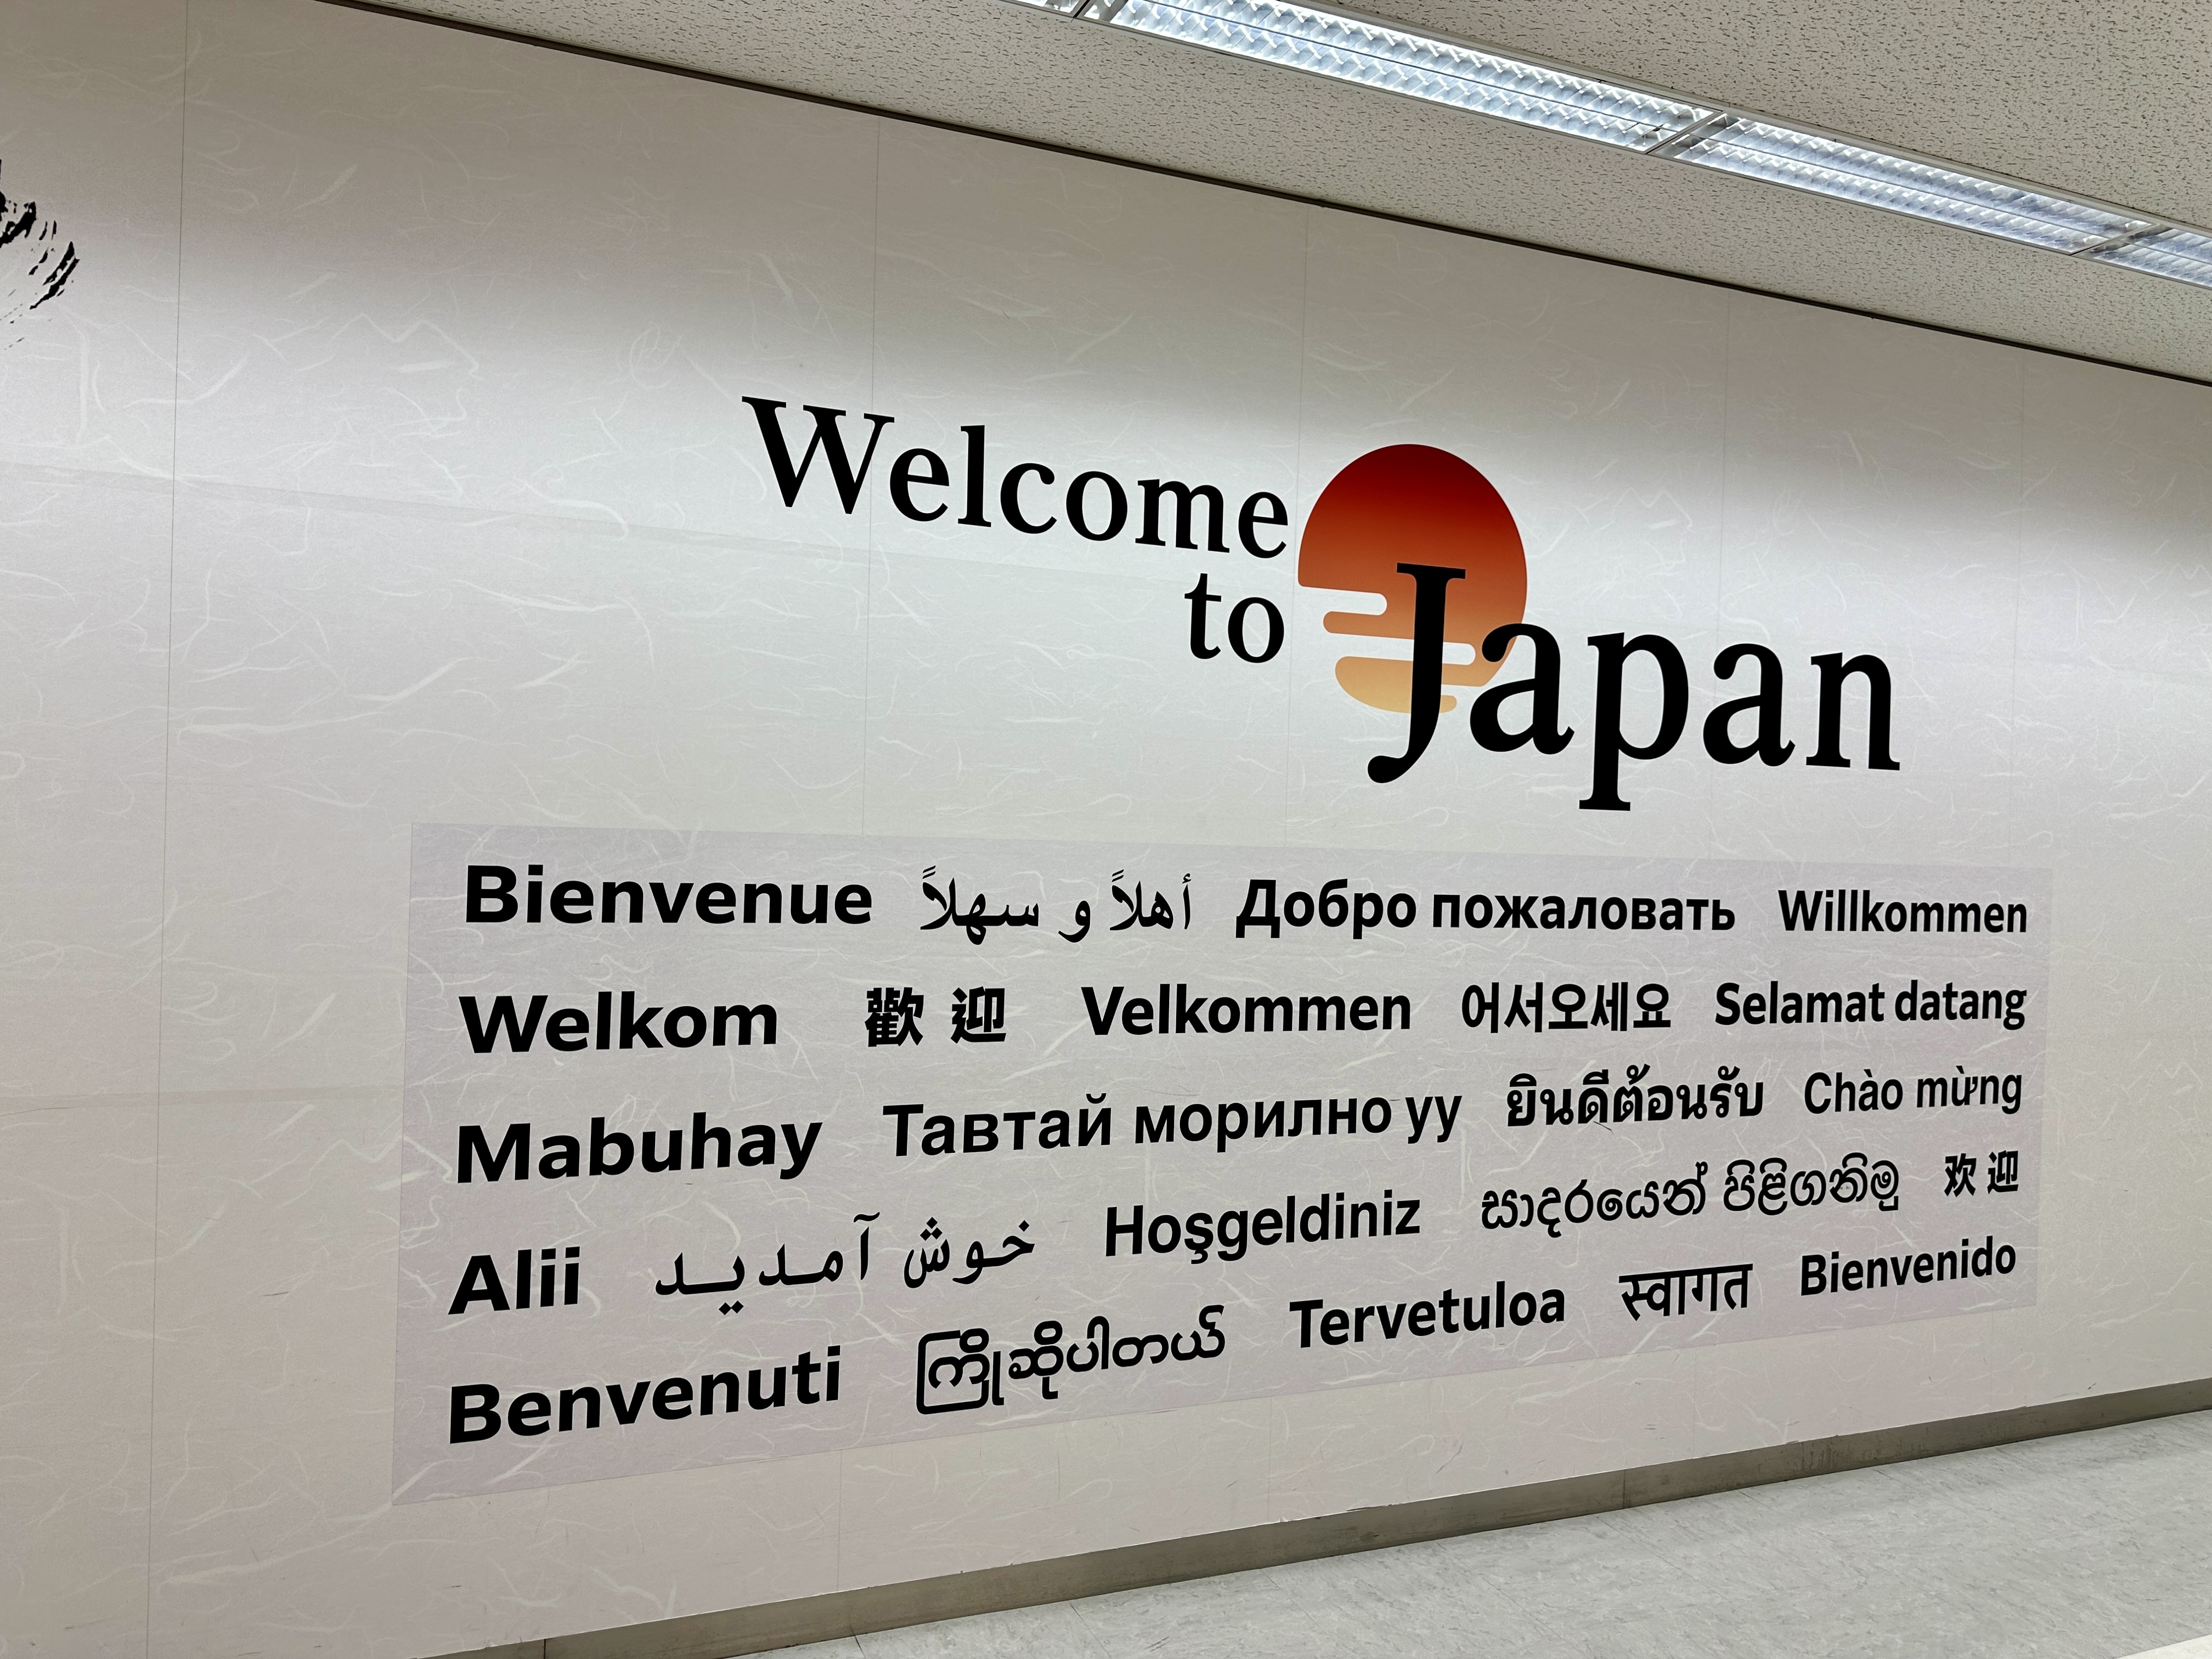 Welcome
to
Japan
Bienvenue أهلاً و سهلاً Добро пожаловать Willkommen
Welkom 歡迎 Velkommen 어서오세요 Selamat datang
Mabuhay Тавтай морилно уу ยินดีต้อนรับ Chào mừng
Alii خوش آمدید Hoşgeldiniz සාදරයෙන් පිළිගනිමු 欢迎
Benvenuti ကြိုဆိုပါတယ် Tervetuloa स्वागत Bienvenido